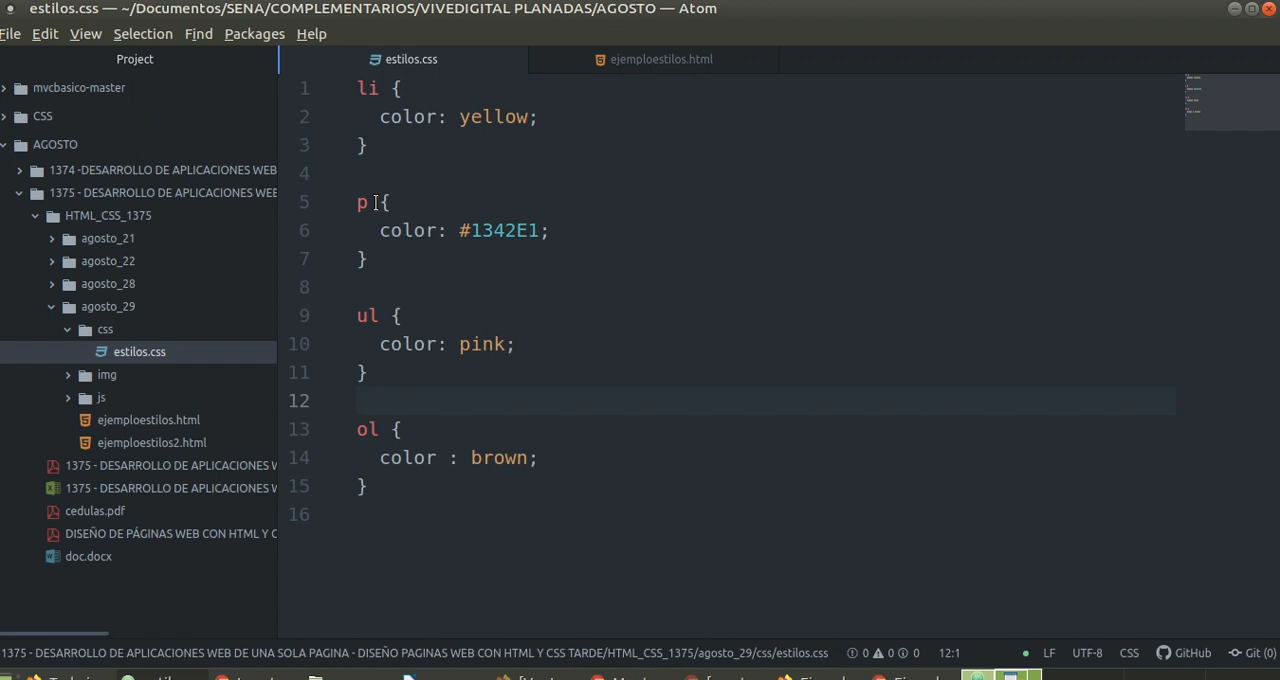 estilos.css — ~/Documentos/SENA/COMPLEMENTARIOS/VIVEDIGITAL PLANADAS/AGOSTO — Atom
File Edit View Selection Find Packages Help
Project
estilos.css
ejemploestilos.html
mvcbasico-master
CSS
AGOSTO
1374 -DESARROLLO DE APLICACIONES WEB
1375 - DESARROLLO DE APLICACIONES WEB
HTML_CSS_1375
agosto_21
agosto_22
agosto_28
agosto_29
css
estilos.css
img
js
ejemploestilos.html
ejemploestilos2.html
1375 - DESARROLLO DE APLICACIONES W
1375 - DESARROLLO DE APLICACIONES W
cedulas.pdf
DISEÑO DE PÁGINAS WEB CON HTML Y C
doc.docx
1 li {
2 color: yellow;
3 }
4
5 p {
6 color: #1342E1;
7 }
8
9 ul {
10 color: pink;
11 }
12
13 ol {
14 color : brown;
15 }
16
1375 - DESARROLLO DE APLICACIONES WEB DE UNA SOLA PAGINA - DISEÑO PAGINAS WEB CON HTML Y CSS TARDE/HTML_CSS_1375/agosto_29/css/estilos.css 0 0 0 12:1 LF UTF-8 CSS GitHub Git (0)